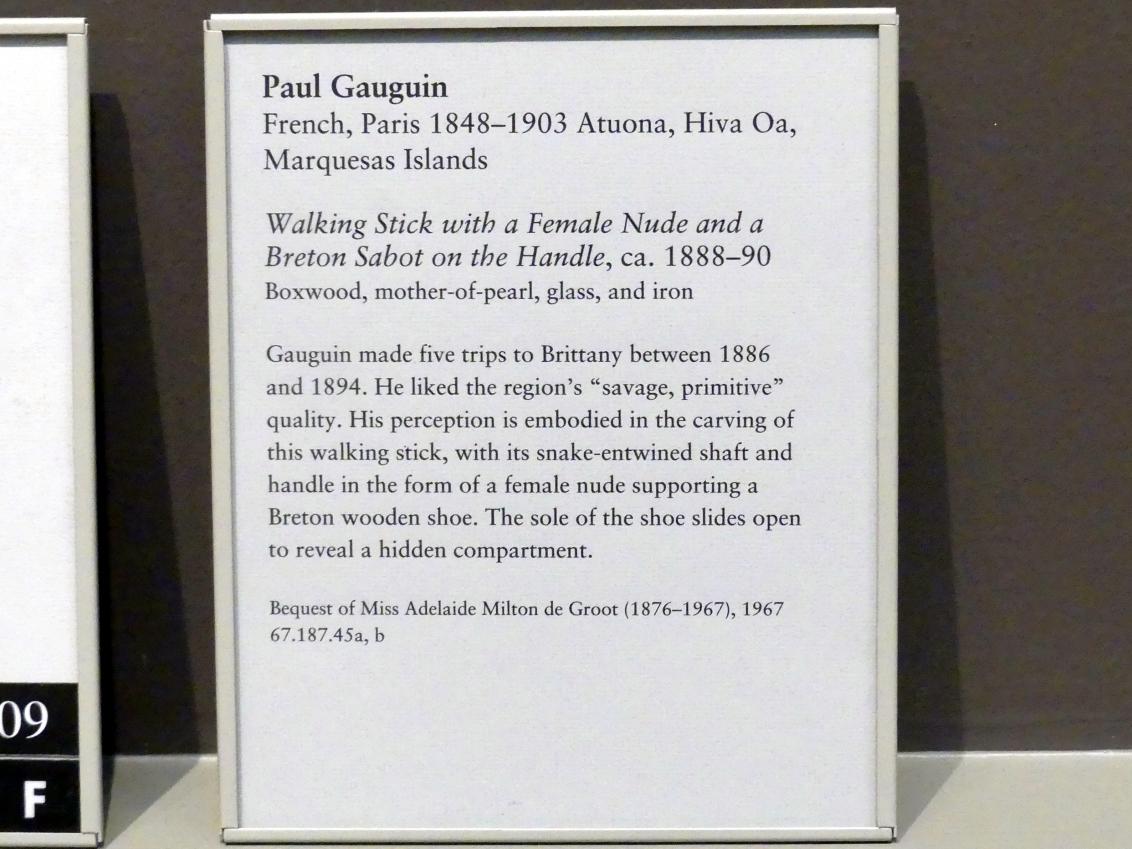 Paul Gauguin
French, Paris 1848–1903 Atuona, Hiva Oa,
Marquesas Islands
Walking Stick with a Female Nude and a
Breton Sabot on the Handle, ca. 1888–90
Boxwood, mother-of-pearl, glass, and iron
Gauguin made five trips to Brittany between 1886
and 1894. He liked the region’s “savage, primitive”
quality. His perception is embodied in the carving of
this walking stick, with its snake-entwined shaft and
handle in the form of a female nude supporting a
Breton wooden shoe. The sole of the shoe slides open
to reveal a hidden compartment.
Bequest of Miss Adelaide Milton de Groot (1876–1967), 1967
67.187.45a, b
09
F